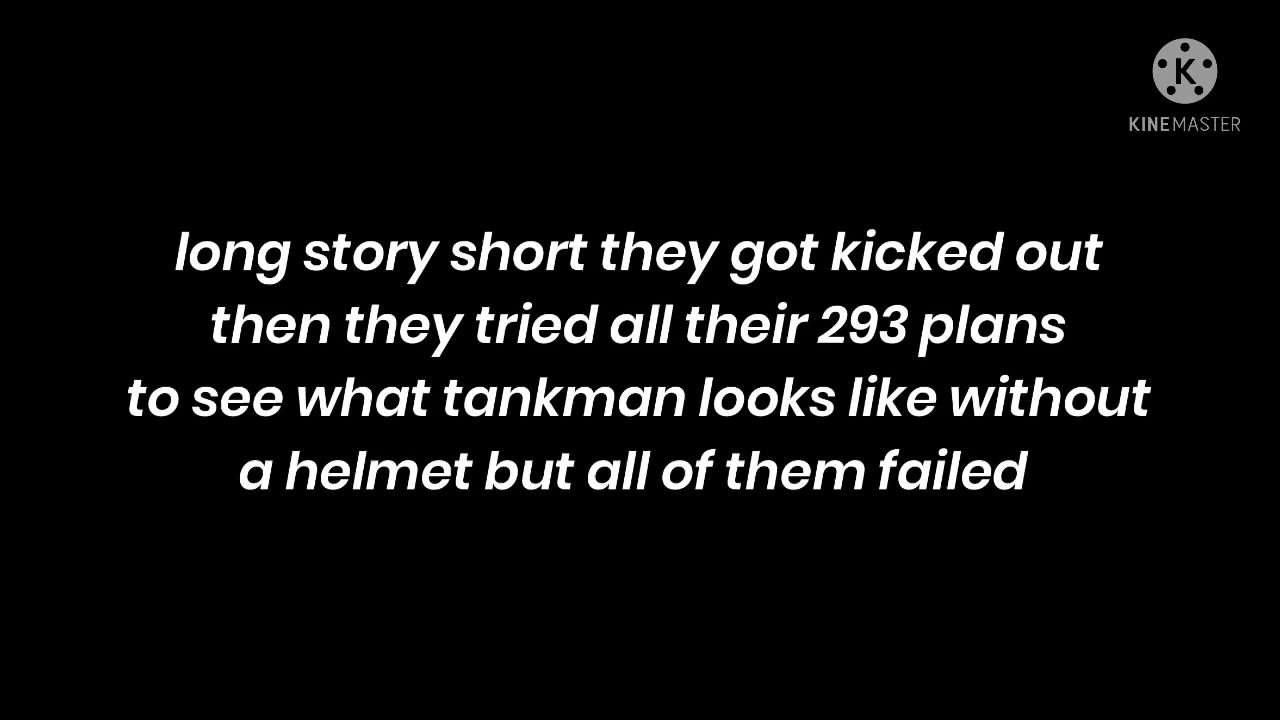 K
KINEMASTER
long story short they got kicked out
then they tried all their 293 plans
to see what tankman looks like without
a helmet but all of them failed